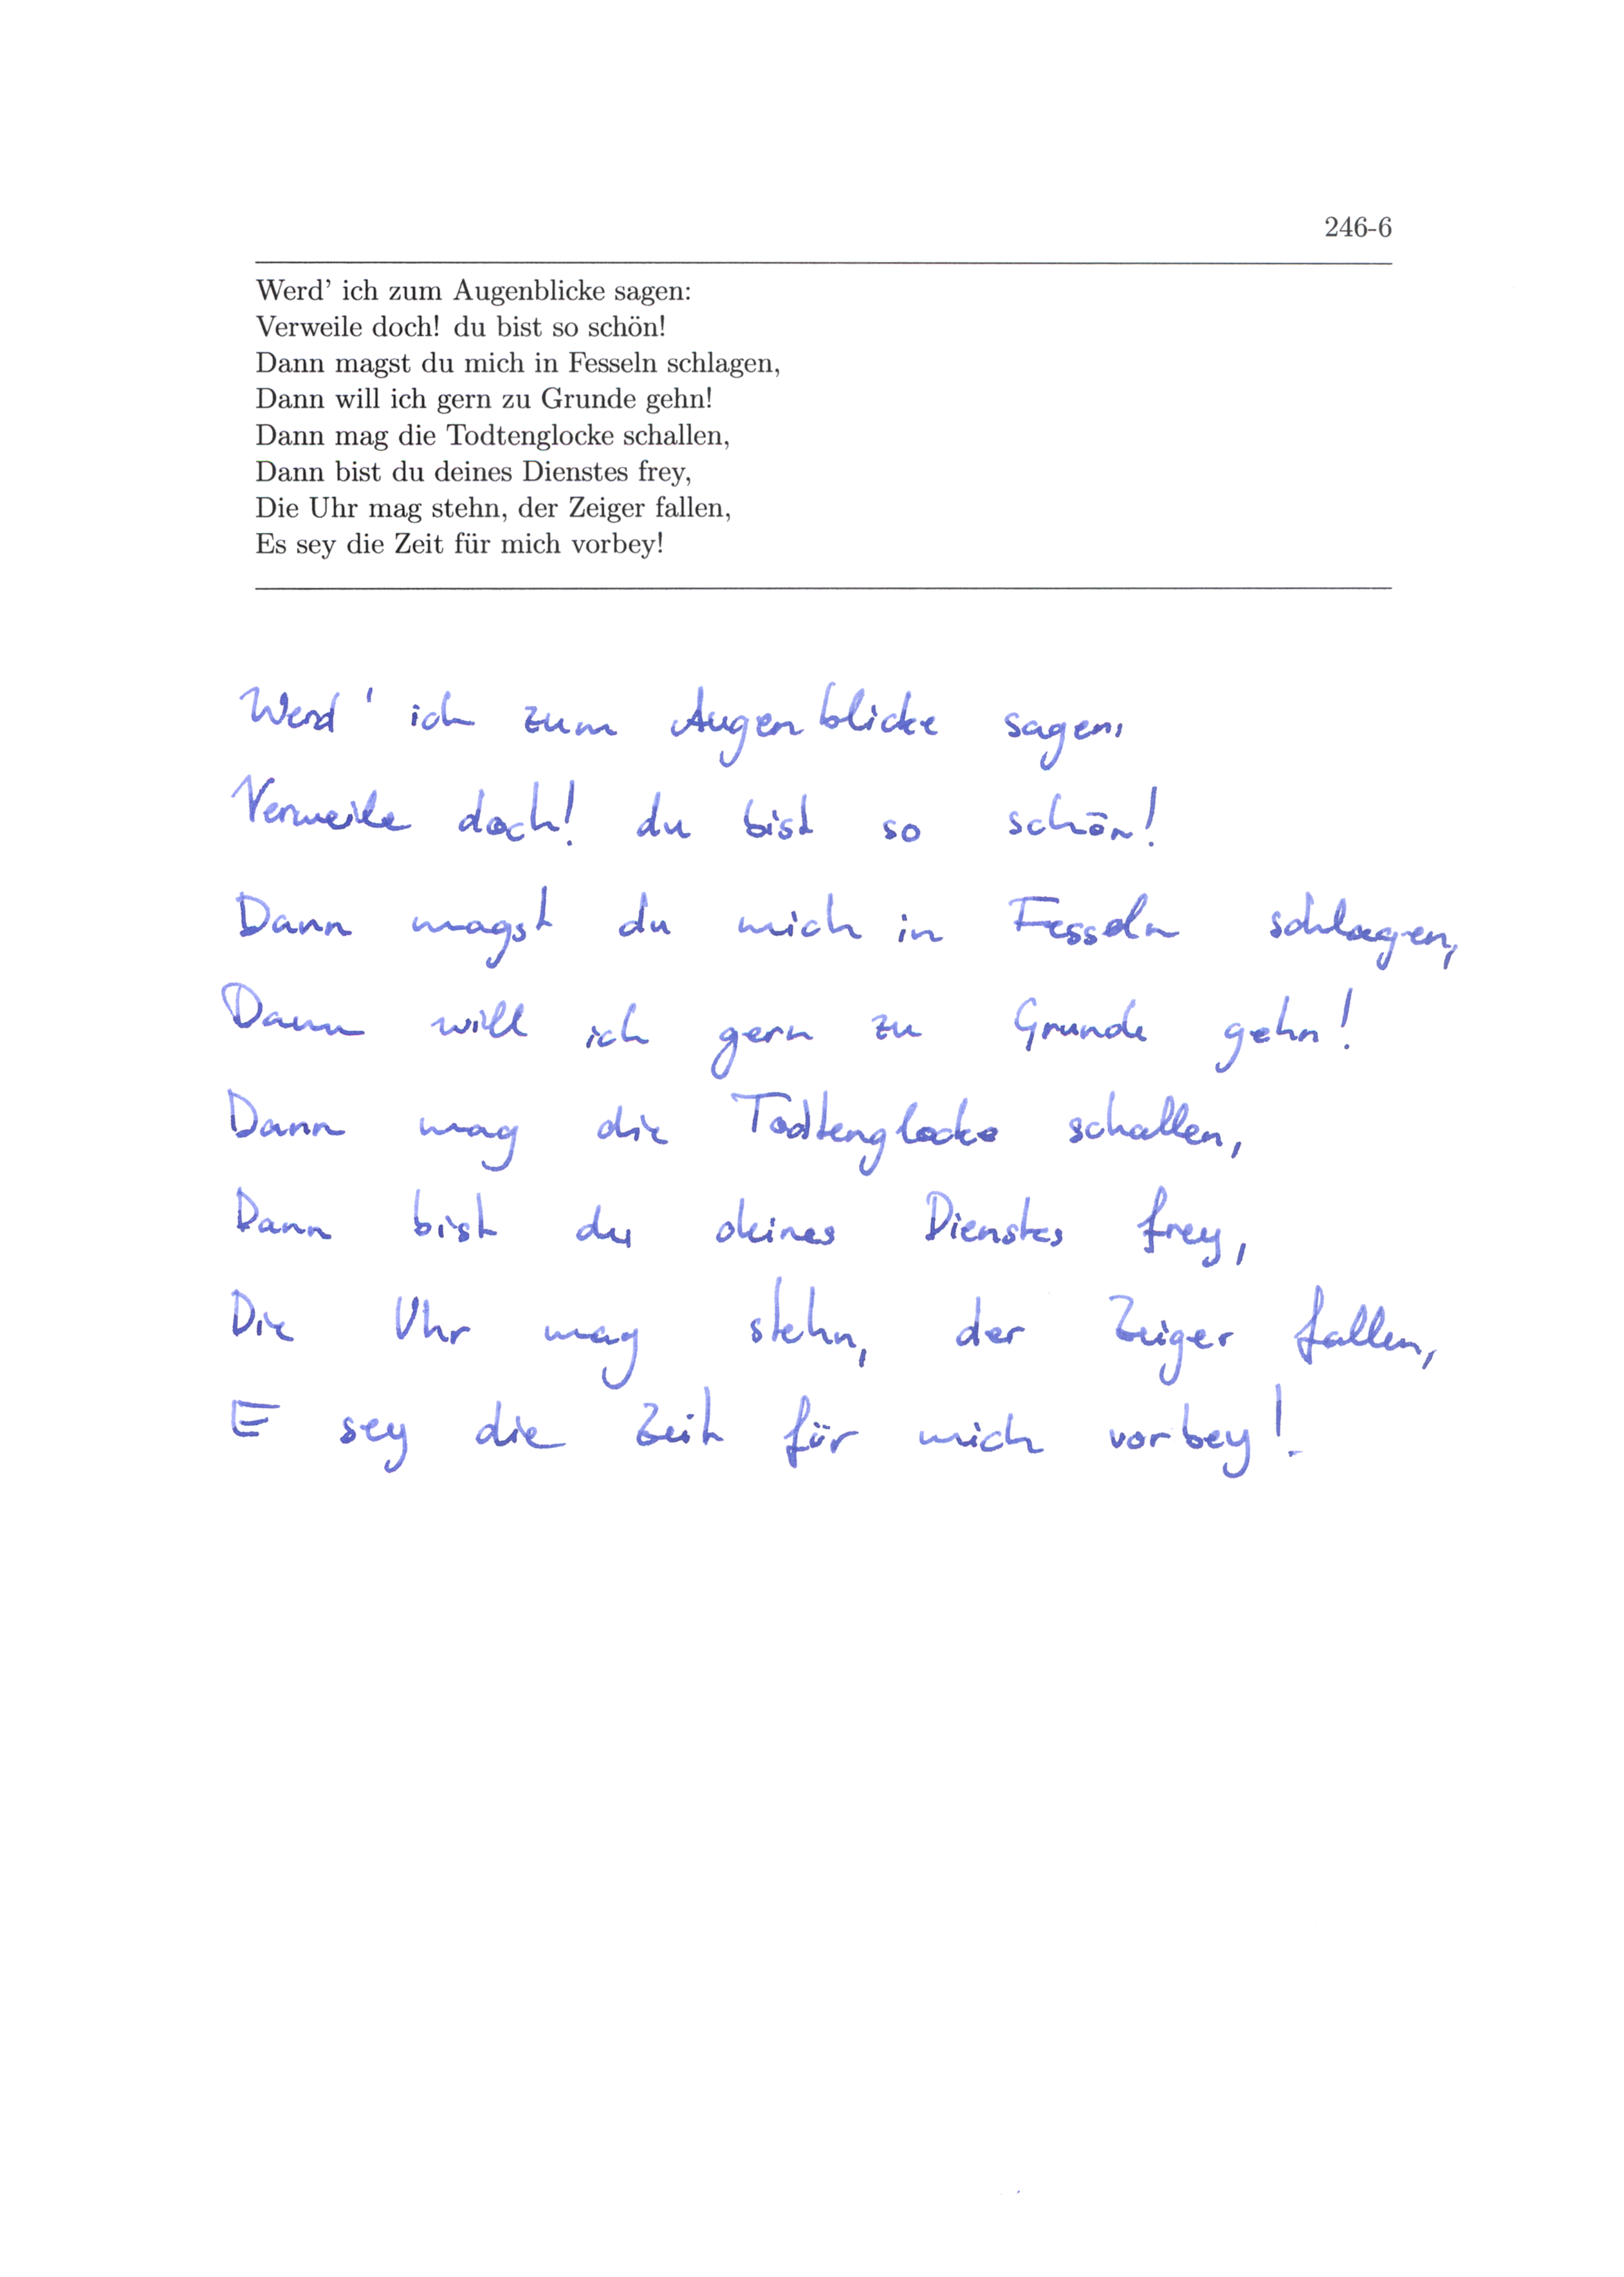 246-6
Werd' ich zum Augenblicke sagen:
Verweile doch! du bist so schön!
Dann magst du mich in Fesseln schlagen,
Dann will ich gern zu Grunde gehn!
Dann mag die Todtenglocke schallen,
Dann bist du deines Dienstes frey,
Die Uhr mag stehn, der Zeiger fallen,
Es sey die Zeit für mich vorbey!
Werd' ich zum Augenblicke sagen,
Verweile doch! du bist so schön!
Dann magst du mich in Fesseln schlagen,
Dann will ich gern zu Grunde gehn!
Dann mag die Todtenglocke schallen,
Dann bist du deines Dienstes frey,
Die Uhr mag stehn, der Zeiger fallen,
E sey die Zeit für mich vorbey!